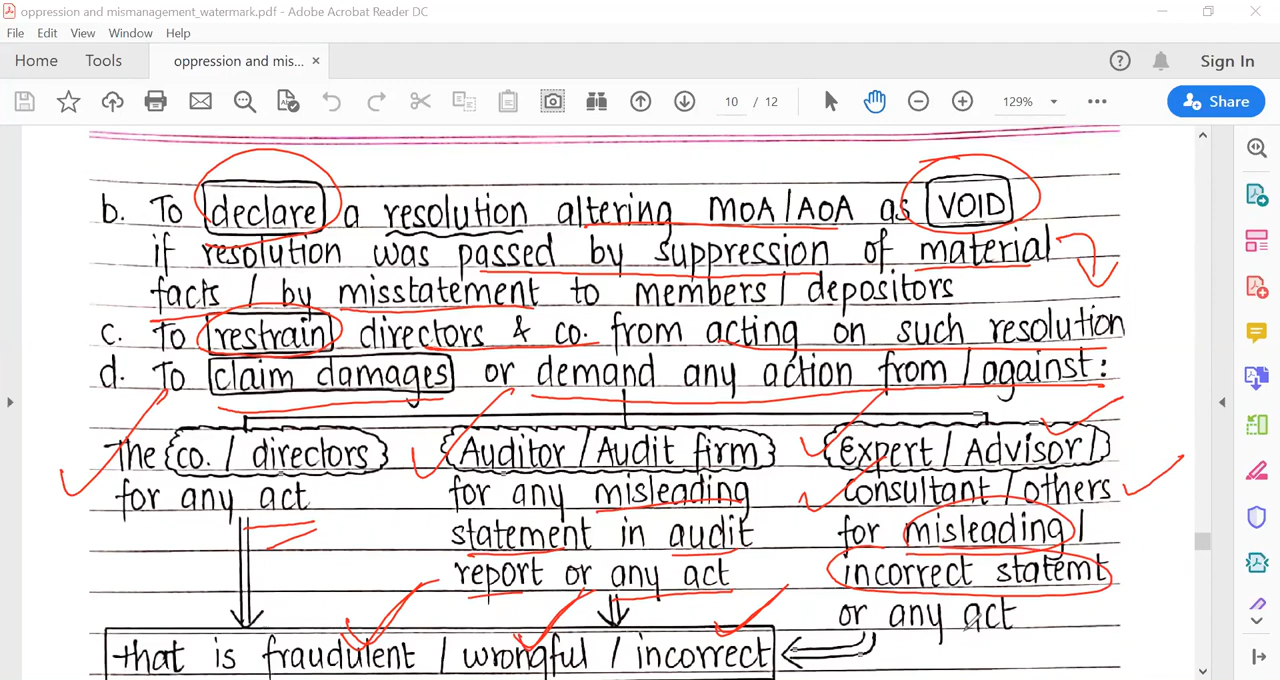 oppression and mismanagement_watermark.pdf - Adobe Acrobat Reader DC
File Edit View Window Help
Home Tools oppression and mis... × Sign In
10 / 12 129% Share
b. To declare a resolution altering MoA/AoA as VOID
if resolution was passed by suppression of material
facts / by misstatement to members / depositors
c. To restrain directors & co. from acting on such resolution
d. To claim damages or demand any action from / against:
the co. / directors
for any act
Auditor / Audit firm
for any misleading
statement in audit
report or any act
Expert / Advisor /
consultant / others
for misleading /
incorrect statemt
or any act
that is fraudulent / wrongful / incorrect